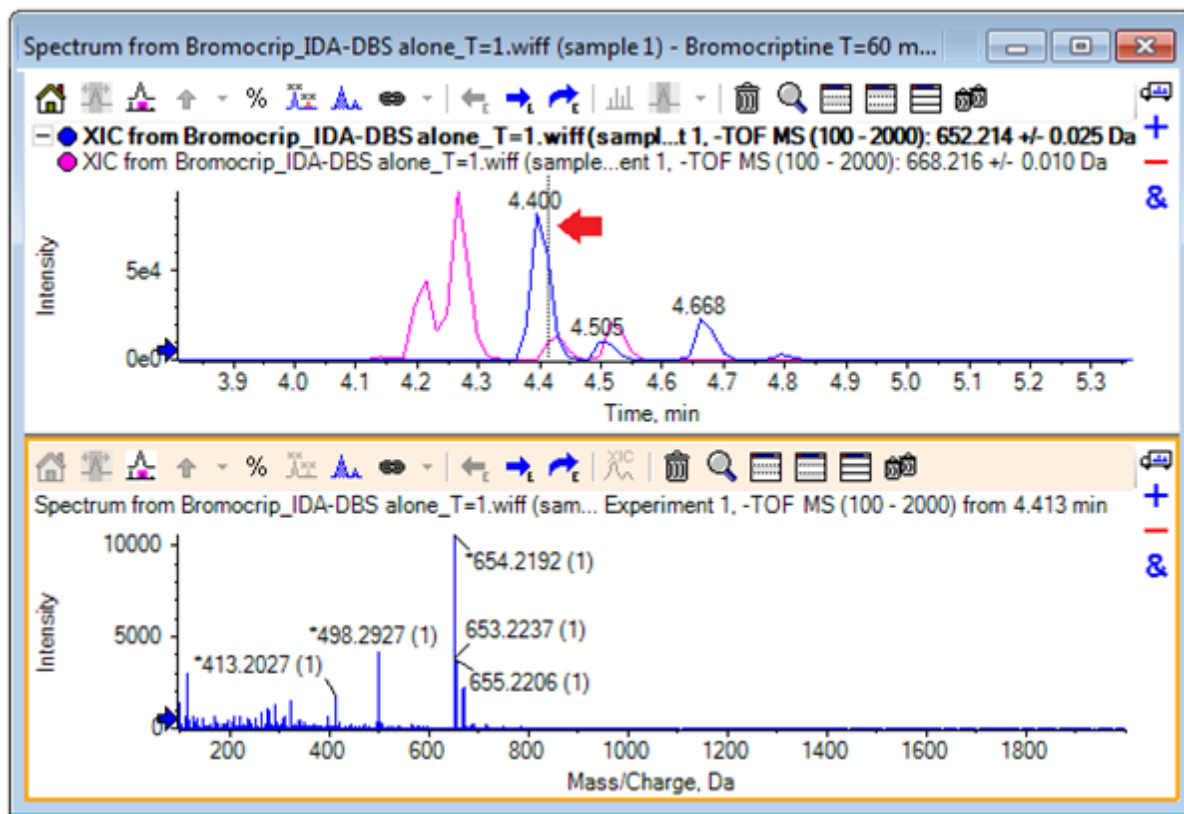 Spectrum from Bromocrip_IDA-DBS alone_T=1.wiff (sample 1) - Bromocriptine T=60 m...
%
XIC from Bromocrip_IDA-DBS alone_T=1.wiff (sampl...t 1, -TOF MS (100 - 2000): 652.214 +/- 0.025 Da
XIC from Bromocrip_IDA-DBS alone_T=1.wiff (sample...ent 1, -TOF MS (100 - 2000): 668.216 +/- 0.010 Da
&
4.400
Intensity
5e4
4.668
4.505
0e0
3.9 4.0 4.1 4.2 4.3 4.4 4.5 4.6 4.7 4.8 4.9 5.0 5.1 5.2 5.3
Time, min
%
XIC
Spectrum from Bromocrip_IDA-DBS alone_T=1.wiff (sam... Experiment 1, -TOF MS (100 - 2000) from 4.413 min
&
10000
*654.2192 (1)
Intensity
5000
*498.2927 (1)
653.2237 (1)
*413.2027 (1)
655.2206 (1)
0
200 400 600 800 1000 1200 1400 1600 1800
Mass/Charge, Da